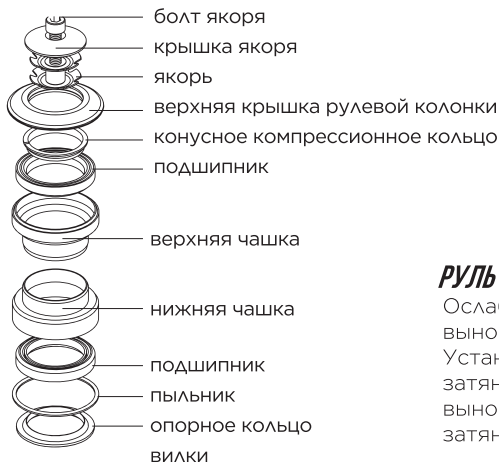 болт якоря
крышка якоря
якорь
верхняя крышка рулевой колонки
конусное компрессионное кольцо
подшипник
верхняя чашка
нижняя чашка
подшипник
пыльник
опорное кольцо
вилки
РУЛЬ